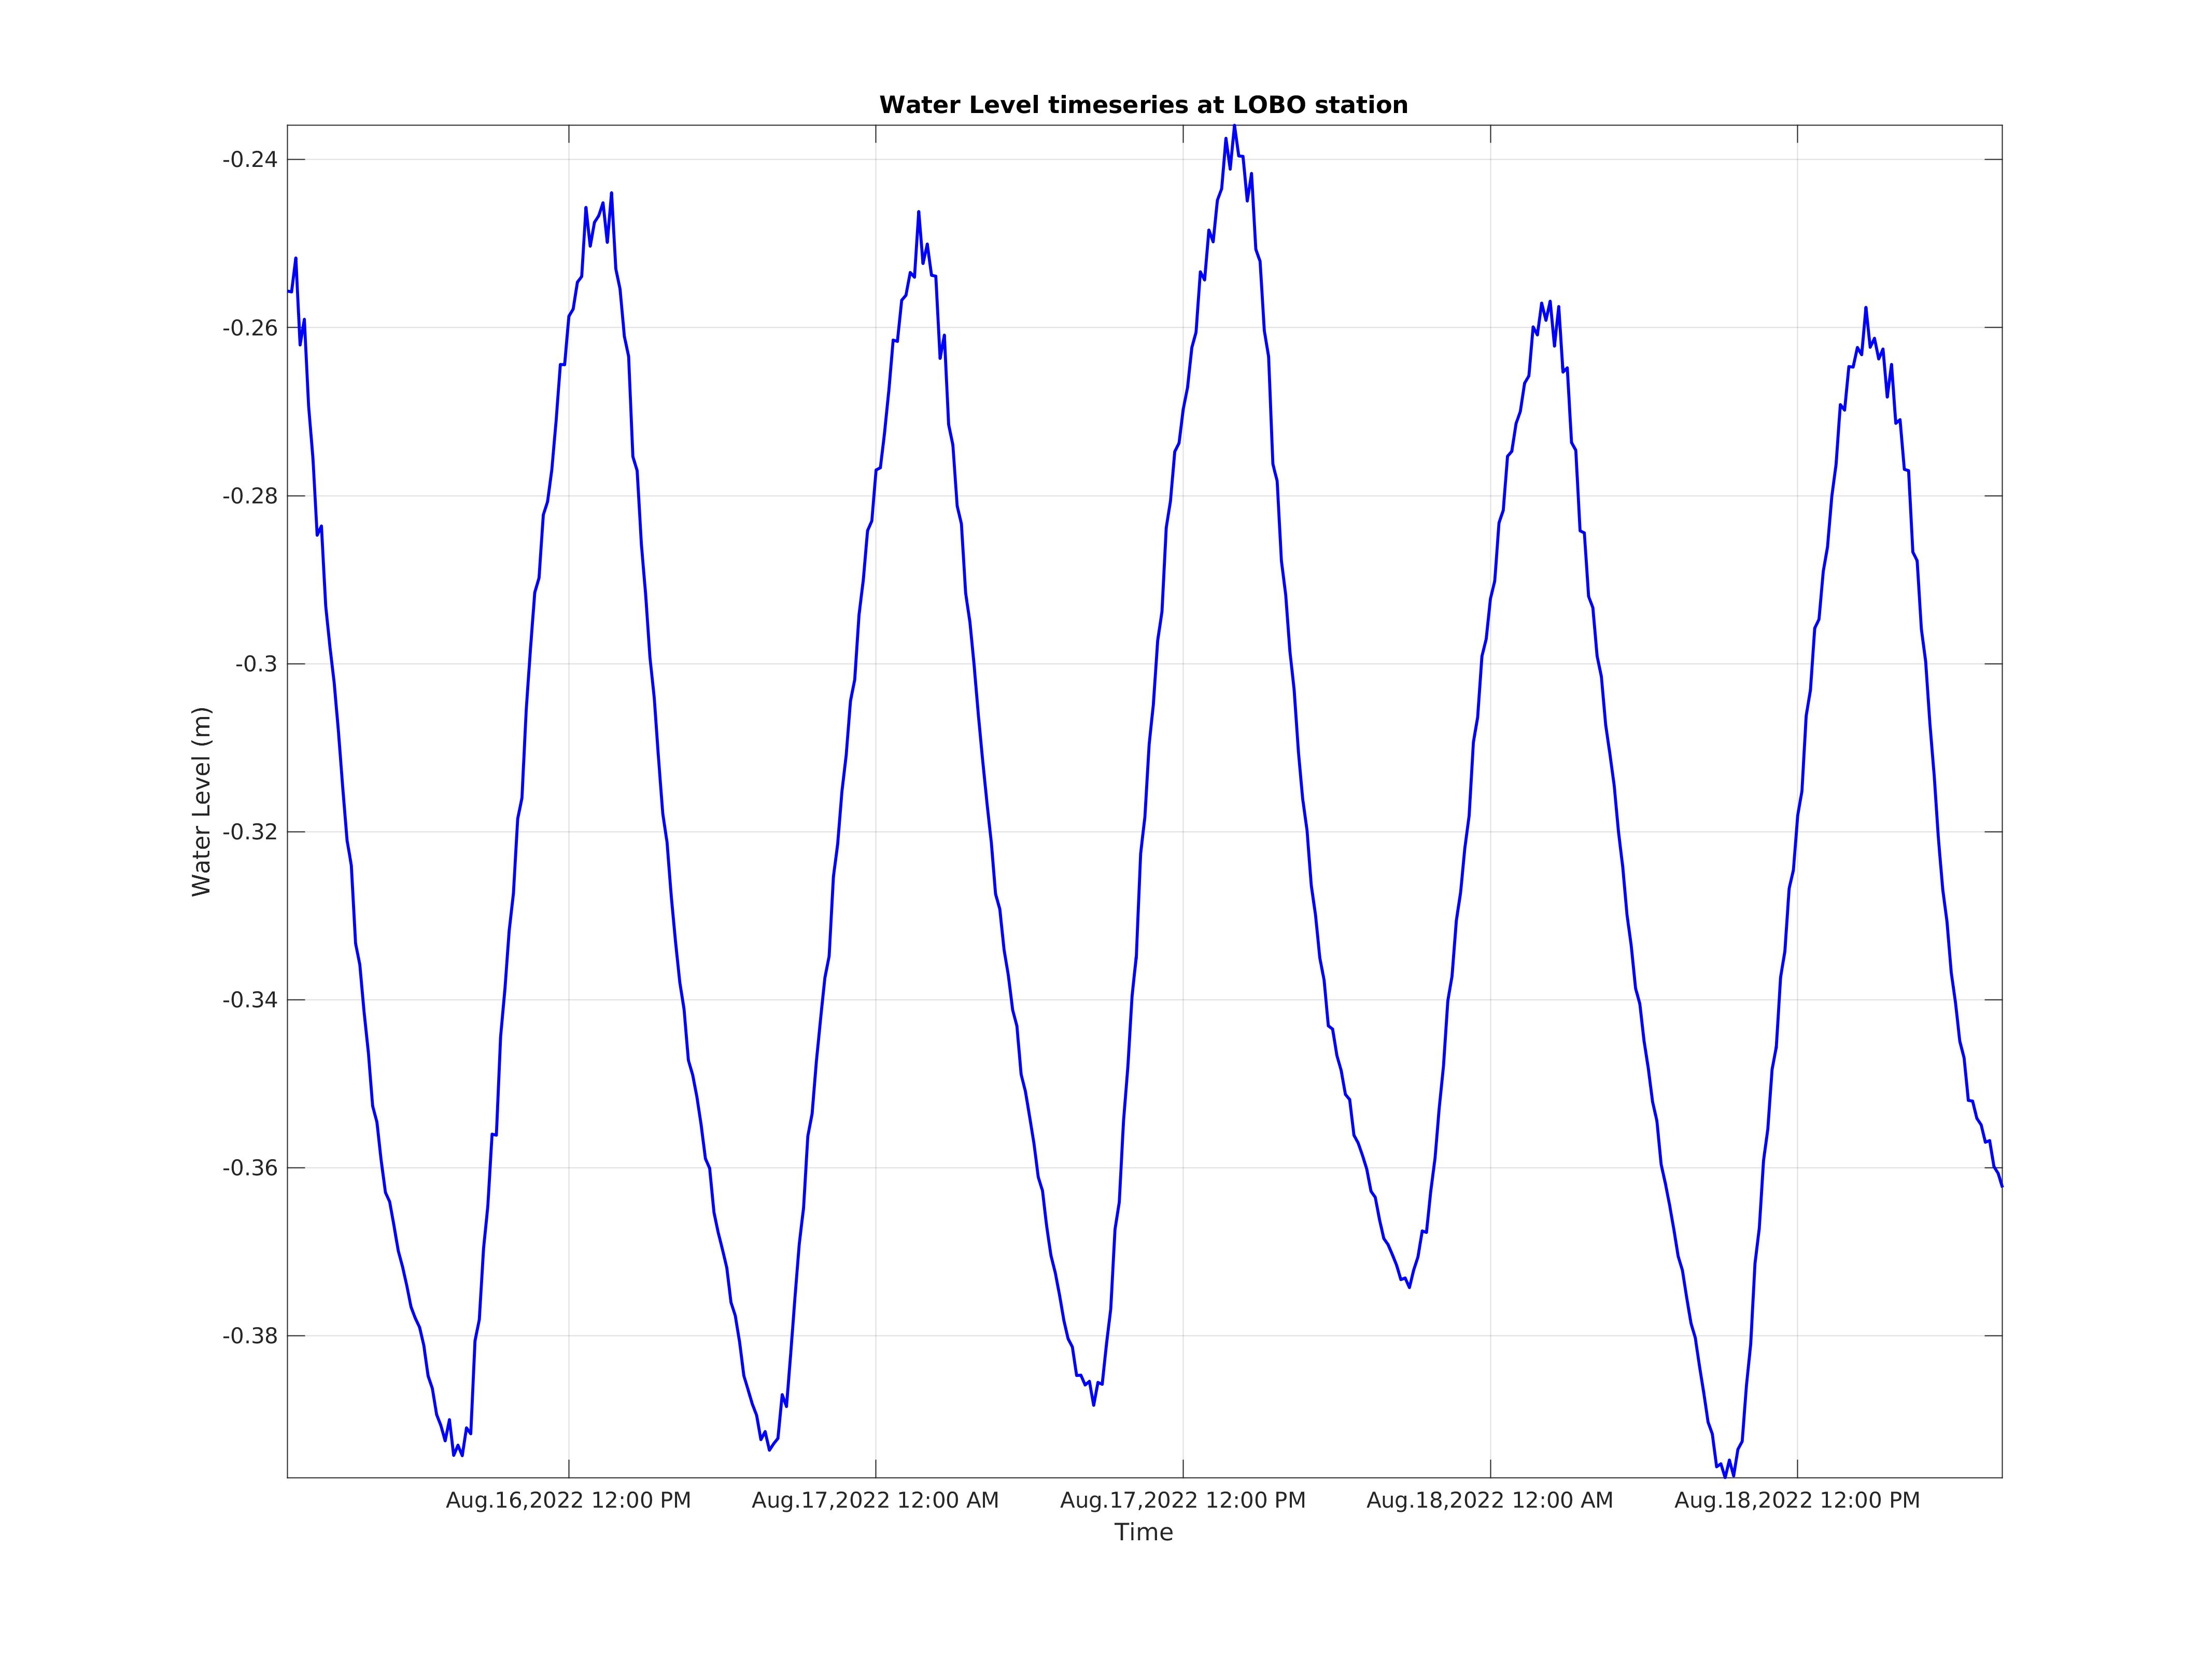 Water Level timeseries at LOBO station
-0.24
-0.26
-0.28
-0.3
-0.32
-0.34
-0.36
-0.38
Water Level (m)
Aug.16,2022 12:00 PM
Aug.17,2022 12:00 AM
Aug.17,2022 12:00 PM
Aug.18,2022 12:00 AM
Aug.18,2022 12:00 PM
Time